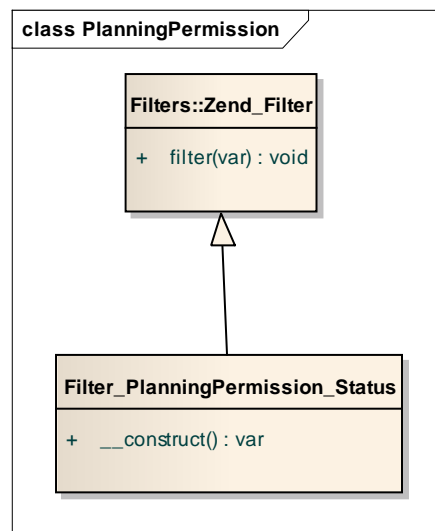 class PlanningPermission
Filters::Zend_Filter
+ filter(var) : void
Filter_PlanningPermission_Status
+ __construct() : var